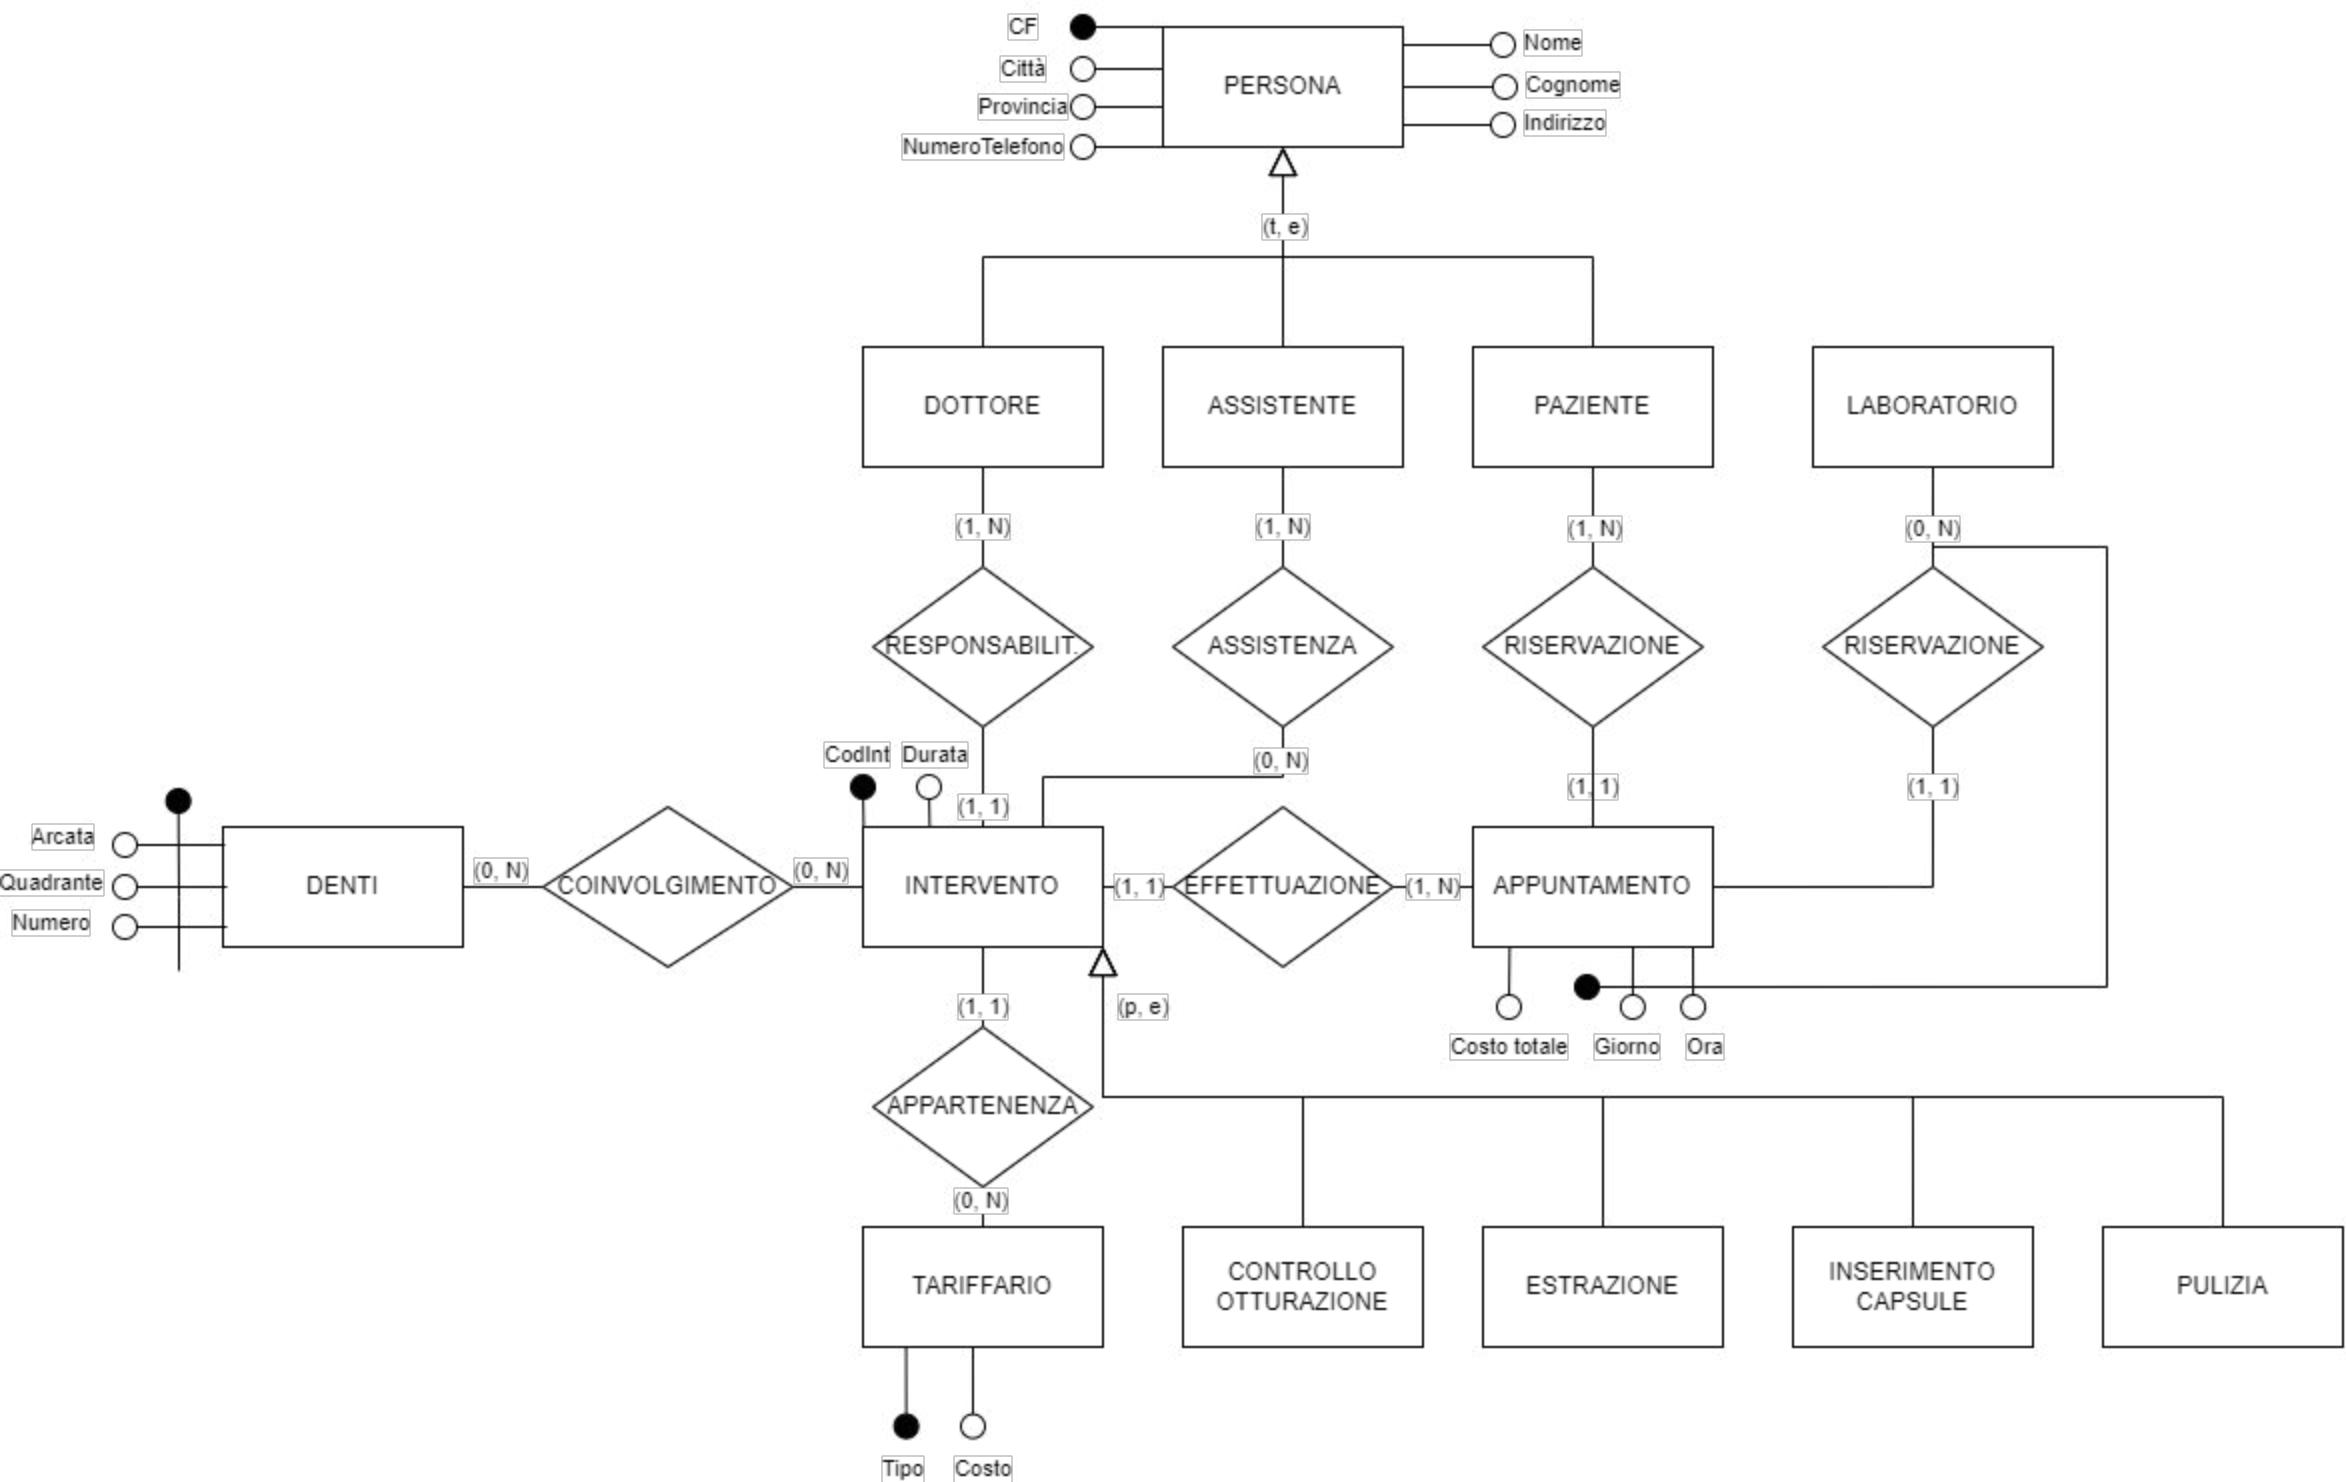 CF
Nome
Città
PERSONA
Cognome
Provincia
Indirizzo
NumeroTelefono
(t, e)
DOTTORE
ASSISTENTE
PAZIENTE
LABORATORIO
(1, N)
(1, N)
(1, N)
(0, N)
RESPONSABILIT.
ASSISTENZA
RISERVAZIONE
RISERVAZIONE
CodInt
Durata
(0, N)
(1, 1)
(1, 1)
(1, 1)
Arcata
Quadrante
Numero
DENTI
(0, N)
COINVOLGIMENTO
(0, N)
INTERVENTO
(1, 1)
EFFETTUAZIONE
(1, N)
APPUNTAMENTO
(1, 1)
(p, e)
Costo totale
Giorno
Ora
APPARTENENZA
(0, N)
TARIFFARIO
CONTROLLO
OTTURAZIONE
ESTRAZIONE
INSERIMENTO
CAPSULE
PULIZIA
Tipo
Costo